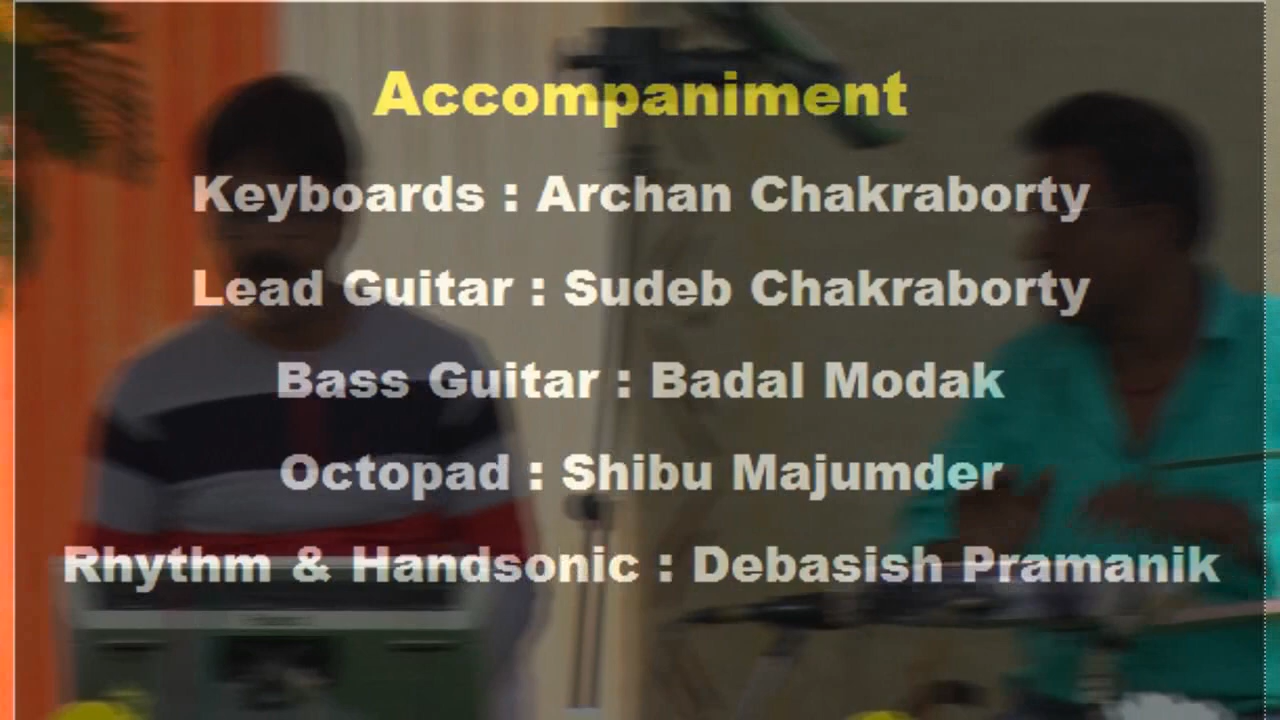 Accompaniment
Keyboards : Archan Chakraborty
Lead Guitar : Sudeb Chakraborty
Bass Guitar : Badal Modak
Octopad : Shibu Majumder
Rhythm & Handsonic : Debasish Pramanik